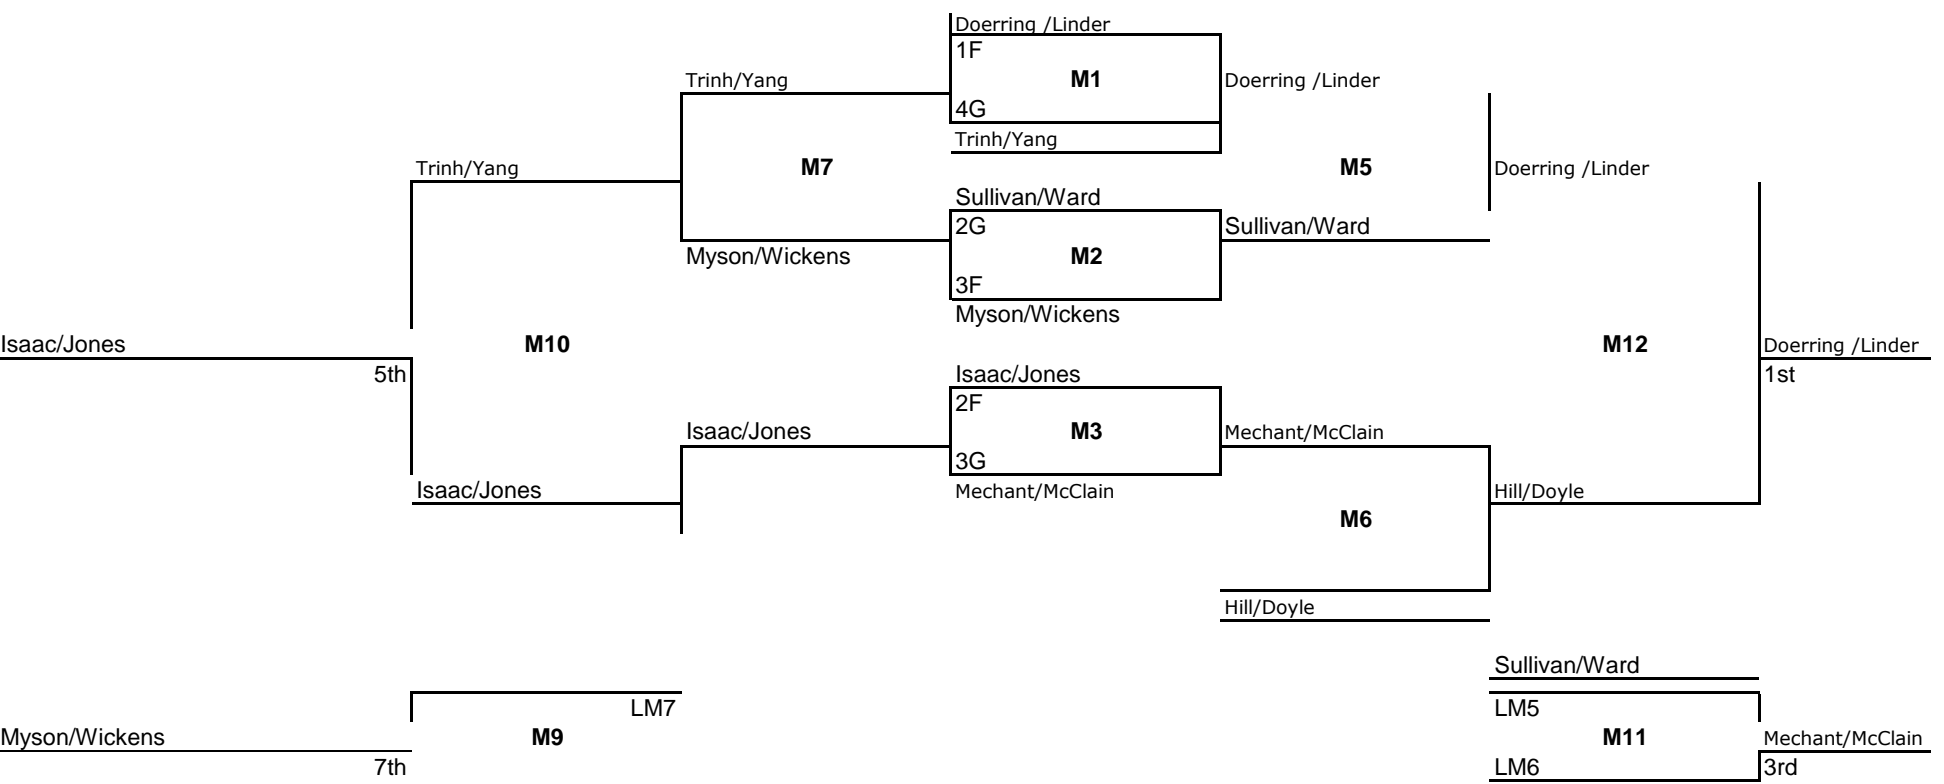 Doerring /Linder
1F
Trinh/Yang
M1
Doerring /Linder
4G
Trinh/Yang
Trinh/Yang
M7
M5
Doerring /Linder
Sullivan/Ward
2G
Sullivan/Ward
Myson/Wickens
M2
3F
Myson/Wickens
Isaac/Jones
M10
M12
Doerring /Linder
5th
Isaac/Jones
1st
2F
Isaac/Jones
M3
Mechant/McClain
3G
Isaac/Jones
Mechant/McClain
Hill/Doyle
M6
Hill/Doyle
Sullivan/Ward
LM7
LM5
Myson/Wickens
M9
M11
Mechant/McClain
7th
LM6
3rd